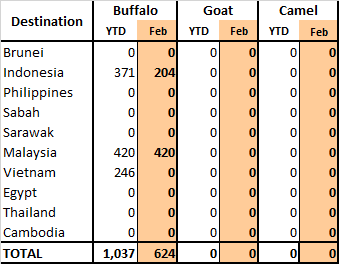 Destination Buffalo Goat Camel
YTD Feb YTD Feb YTD Feb
Brunei 0 0 0 0 0 0
Indonesia 371 204 0 0 0 0
Philippines 0 0 0 0 0 0
Sabah 0 0 0 0 0 0
Sarawak 0 0 0 0 0 0
Malaysia 420 420 0 0 0 0
Vietnam 246 0 0 0 0 0
Egypt 0 0 0 0 0 0
Thailand 0 0 0 0 0 0
Cambodia 0 0 0 0 0 0
TOTAL 1,037 624 0 0 0 0